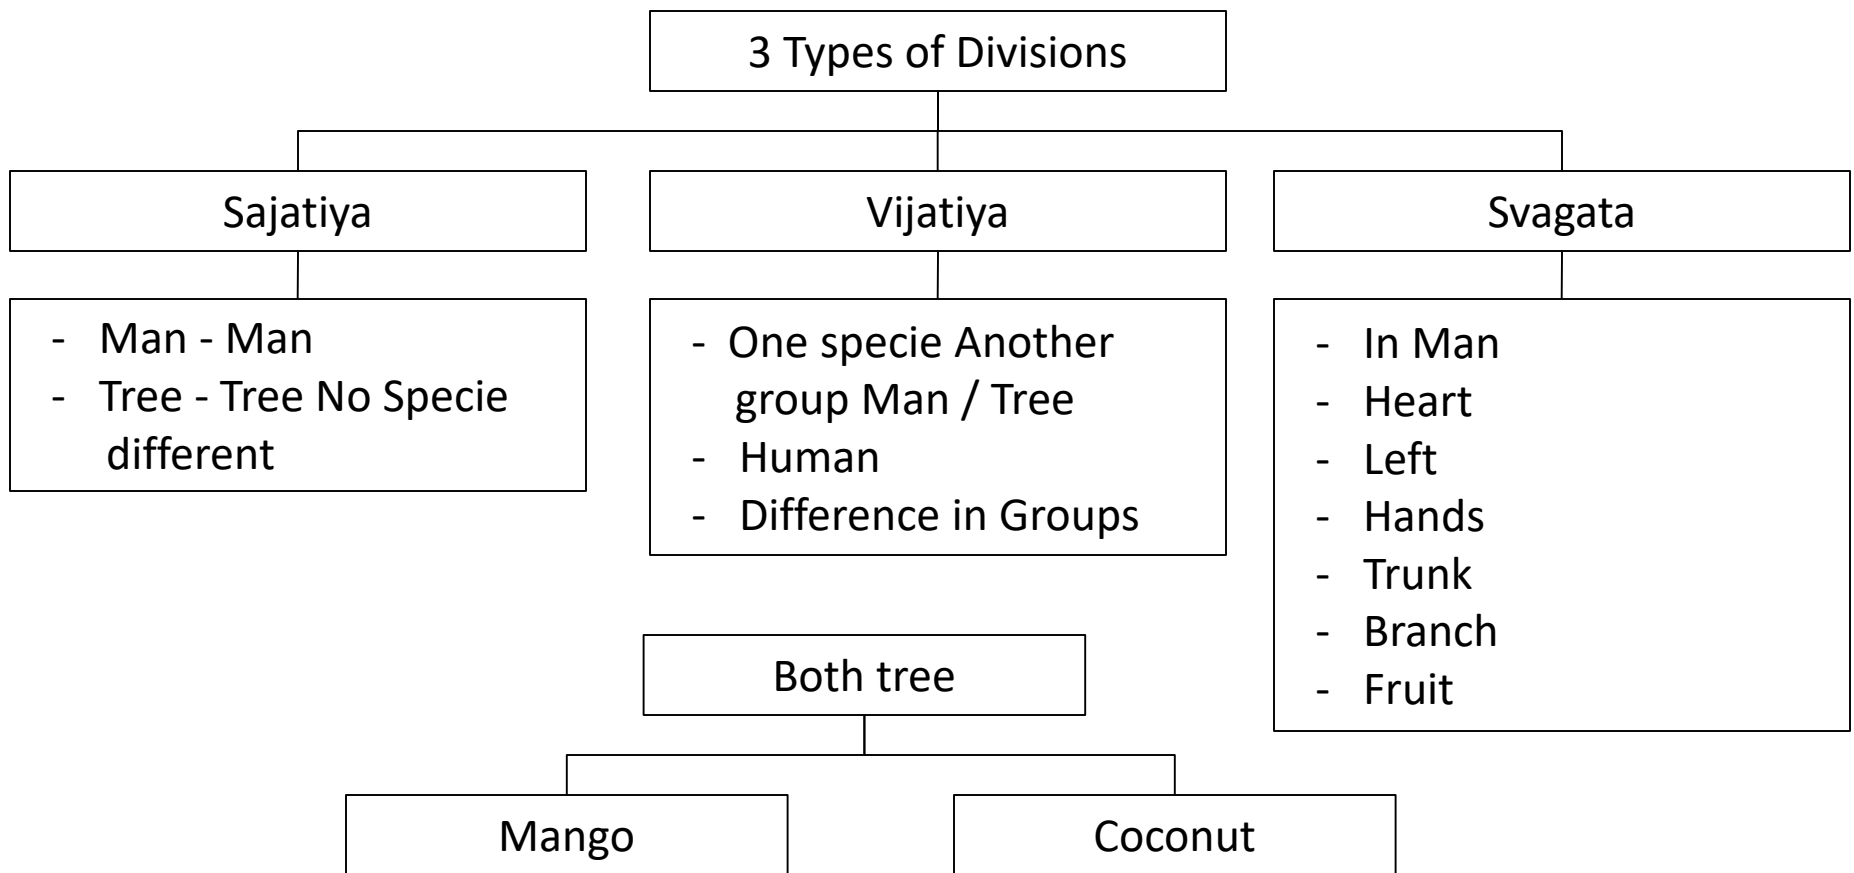 3 Types of Divisions
Sajatiya
Vijatiya
Svagata
- Man - Man
- Tree - Tree No Specie
different
- One specie Another
group Man / Tree
- Human
- Difference in Groups
- In Man
- Heart
- Left
- Hands
- Trunk
- Branch
- Fruit
Both tree
Mango
Coconut